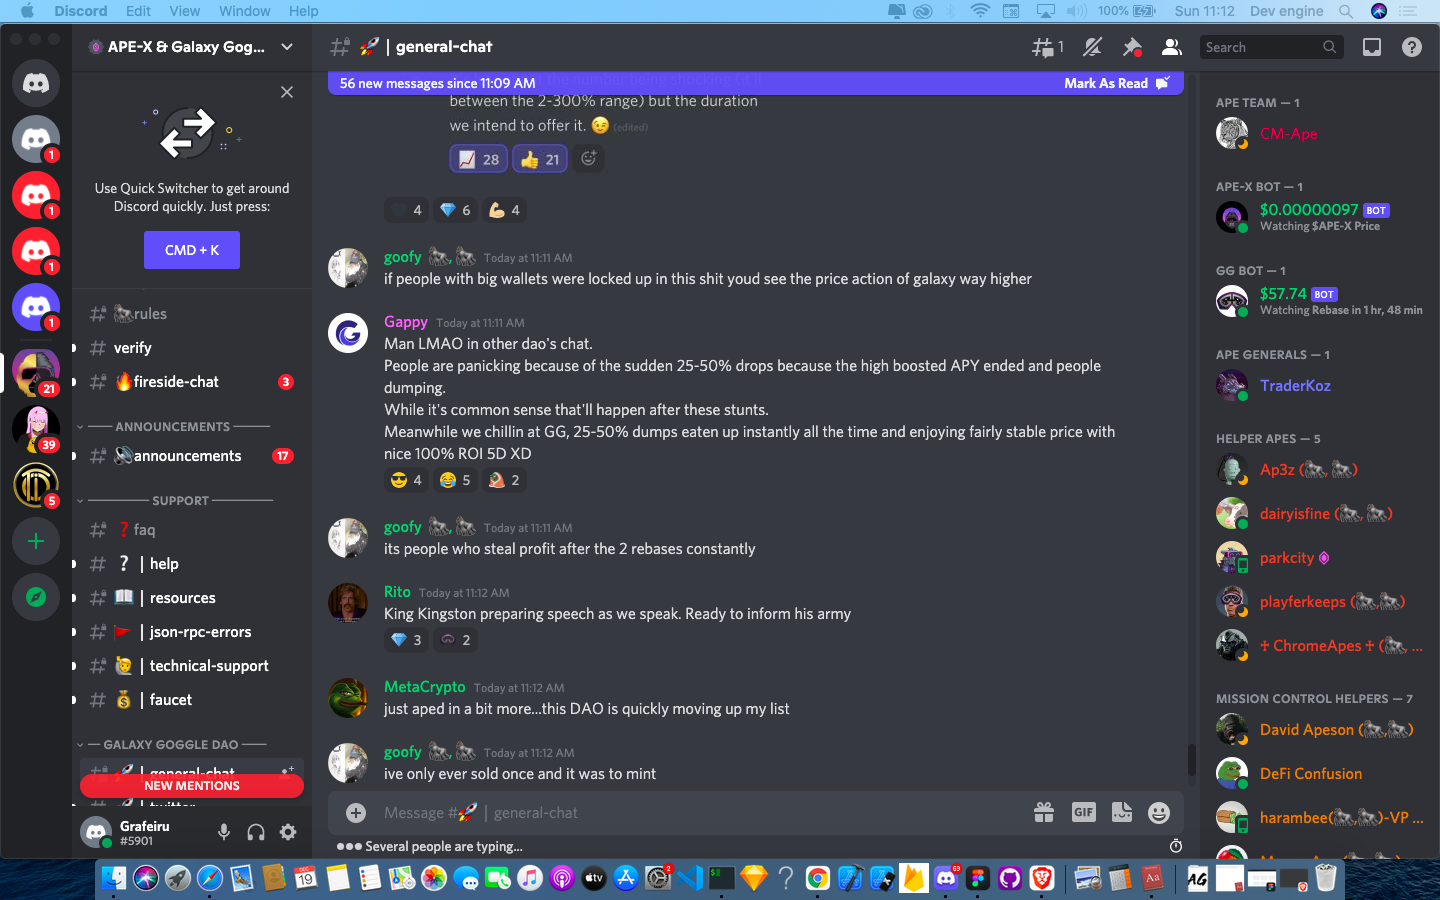 Discord Edit View Window Help
100%
Sun 11:12 Dev engine
APE-X & Galaxy Gog...
| general-chat
1
Search
1
1
1
1
21
39
5
Use Quick Switcher to get around
Discord quickly. Just press:
CMD + K
rules
verify
fireside-chat 3
ANNOUNCEMENTS
announcements 17
SUPPORT
faq
| help
| resources
| json-rpc-errors
| technical-support
| faucet
GALAXY GOGGLE DAO
| general-chat
NEW MENTIONS
Grafeiru
#5901
56 new messages since 11:09 AM
Mark As Read
between the 2-300% range) but the duration
we intend to offer it. (edited)
28 21
4 6 4
goofy Today at 11:11 AM
if people with big wallets were locked up in this shit youd see the price action of galaxy way higher
Gappy Today at 11:11 AM
Man LMAO in other dao's chat.
People are panicking because of the sudden 25-50% drops because the high boosted APY ended and people
dumping.
While it's common sense that'll happen after these stunts.
Meanwhile we chillin at GG, 25-50% dumps eaten up instantly all the time and enjoying fairly stable price with
nice 100% ROI 5D XD
4 5 2
goofy Today at 11:11 AM
its people who steal profit after the 2 rebases constantly
Rito Today at 11:12 AM
King Kingston preparing speech as we speak. Ready to inform his army
3 2
MetaCrypto Today at 11:12 AM
just aped in a bit more...this DAO is quickly moving up my list
goofy Today at 11:12 AM
ive only ever sold once and it was to mint
Message # | general-chat
GIF
Several people are typing...
APE TEAM — 1
CM-Ape
APE-X BOT — 1
$0.00000097 BOT
Watching $APE-X Price
GG BOT — 1
$57.74 BOT
Watching Rebase in 1 hr, 48 min
APE GENERALS — 1
TraderKoz
HELPER APES — 5
Ap3z (
dairyisfine (
parkcity
playferkeeps (
ChromeApes (
MISSION CONTROL HELPERS — 7
David Apeson (
DeFi Confusion
harambee( )-VP ...
DEC
19
tv
2
69
Aa
AG